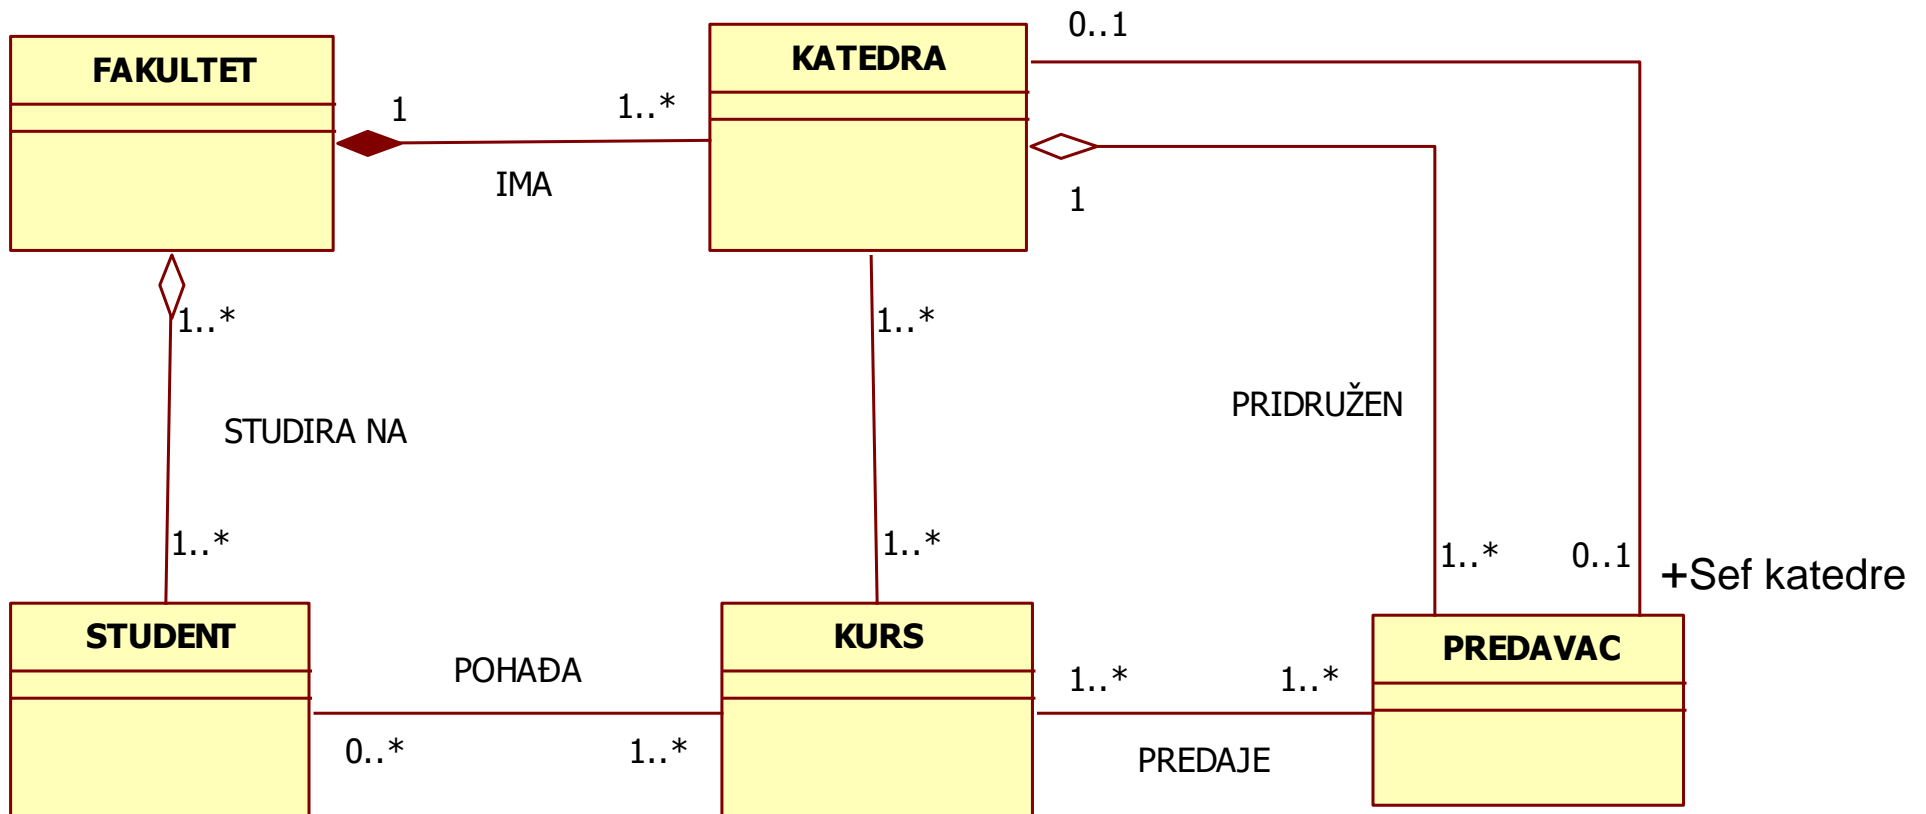 0..1
FAKULTET
KATEDRA
1
1..*
IMA
1
1..*
1..*
STUDIRA NA
PRIDRUŽEN
1..*
1..*
1..*
0..1
+Sef katedre
STUDENT
KURS
PREDAVAC
POHAĐA
1..*
1..*
0..*
1..*
PREDAJE